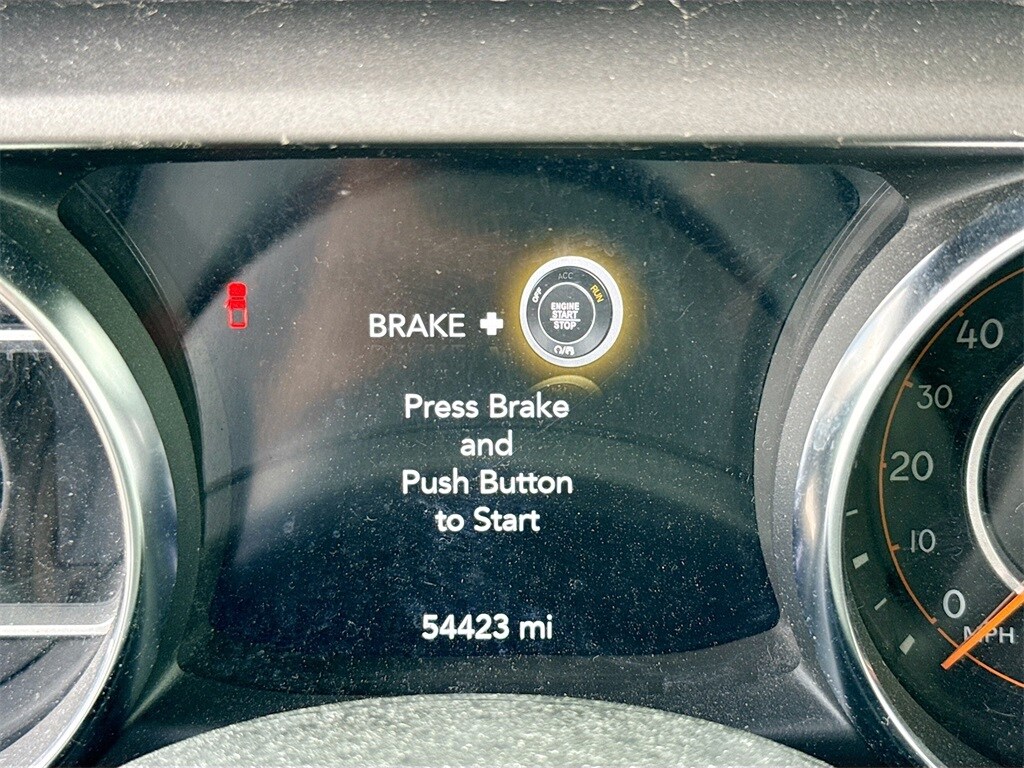 BRAKE +
ACC
OFF
RUN
ENGINE
START
STOP
Press Brake
and
Push Button
to Start
54423 mi
40
30
20
10
0
MPH